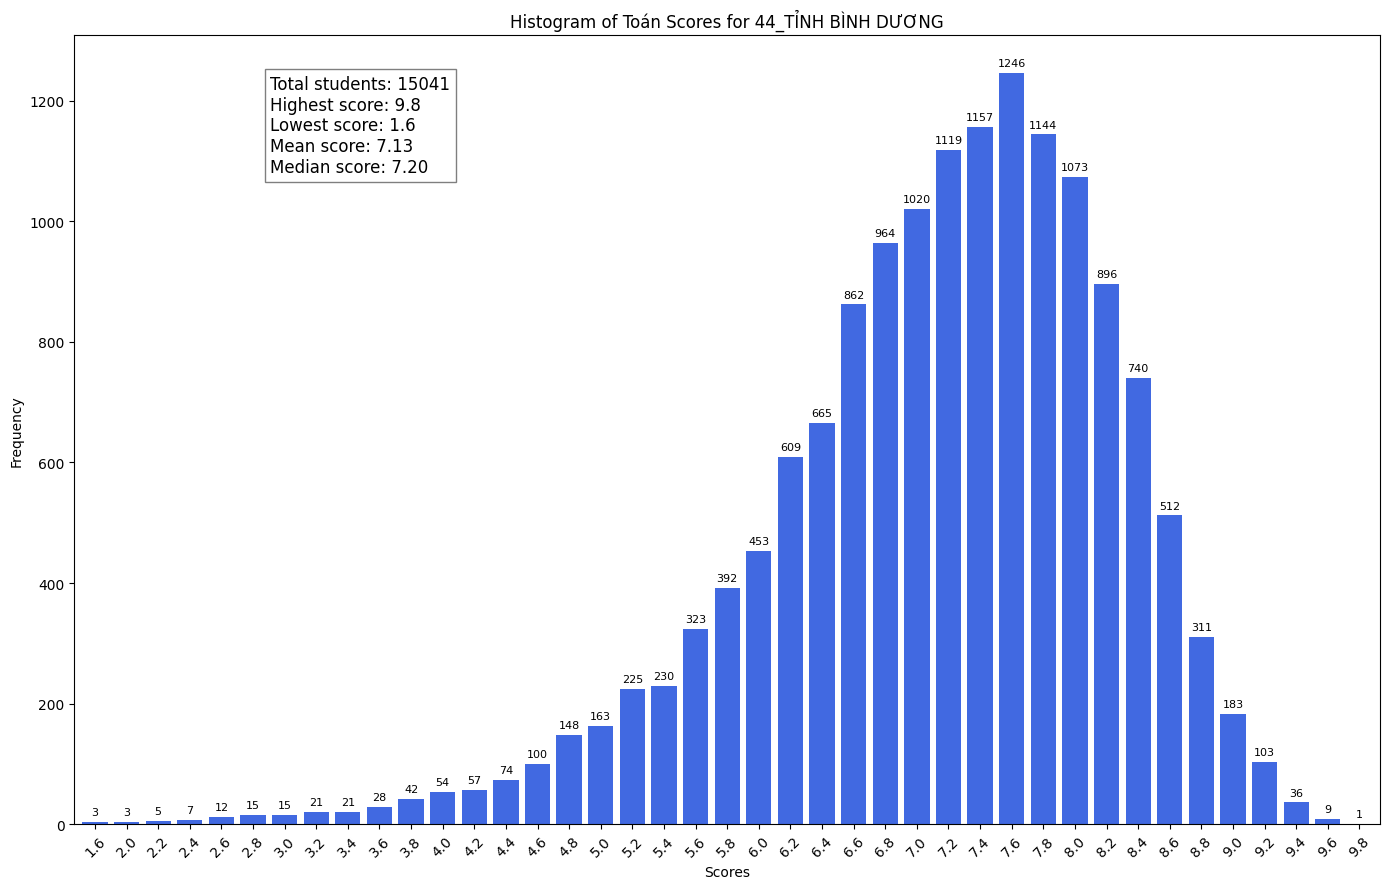 Histogram of Toán Scores for 44_TỈNH BÌNH DƯƠNG
Total students: 15041
Highest score: 9.8
Lowest score: 1.6
Mean score: 7.13
Median score: 7.20
Frequency
1200
1000
800
600
400
200
0
3 3 5 7 12 15 15 21 21 28 42 54 57 74 100 148 163 225 230 323 392 453 609 665 862 964 1020 1119 1157 1246 1144 1073 896 740 512 311 183 103 36 9 1
1.6 2.0 2.2 2.4 2.6 2.8 3.0 3.2 3.4 3.6 3.8 4.0 4.2 4.4 4.6 4.8 5.0 5.2 5.4 5.6 5.8 6.0 6.2 6.4 6.6 6.8 7.0 7.2 7.4 7.6 7.8 8.0 8.2 8.4 8.6 8.8 9.0 9.2 9.4 9.6 9.8
Scores